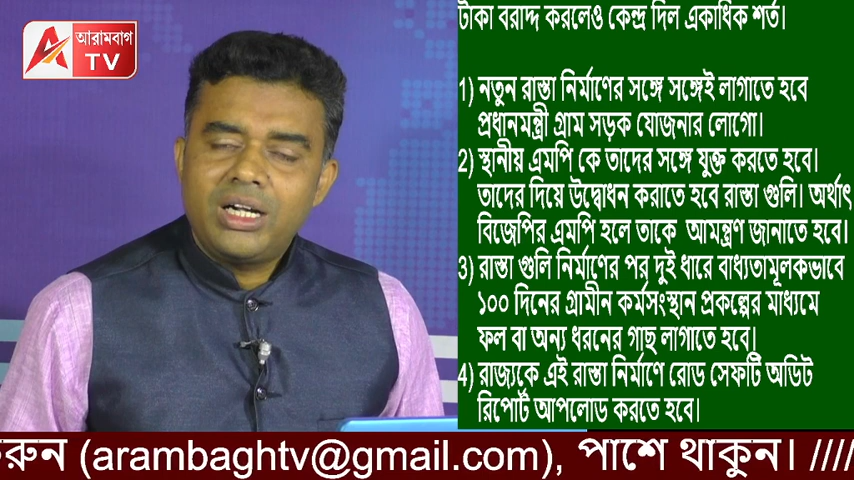 আরামবাগ
TV
টাকা বরাদ্দ করলেও কেন্দ্র দিল একাধিক শর্ত।
1) নতুন রাস্তা নির্মাণের সঙ্গে সঙ্গেই লাগাতে হবে
প্রধানমন্ত্রী গ্রাম সড়ক যোজনার লোগো।
2) স্থানীয় এমপি কে তাদের সঙ্গে যুক্ত করতে হবে।
তাদের দিয়ে উদ্বোধন করাতে হবে রাস্তা গুলি। অর্থাৎ
বিজেপির এমপি হলে তাকে আমন্ত্রণ জানাতে হবে।
3) রাস্তা গুলি নির্মাণের পর দুই ধারে বাধ্যতামূলকভাবে
১০০ দিনের গ্রামীন কর্মসংস্থান প্রকল্পের মাধ্যমে
ফল বা অন্য ধরনের গাছ লাগাতে হবে।
4) রাজ্যকে এই রাস্তা নির্মাণে রোড সেফটি অডিট
রিপোর্ট আপলোড করতে হবে।
রুন (arambaghtv@gmail.com), পাশে থাকুন। ////